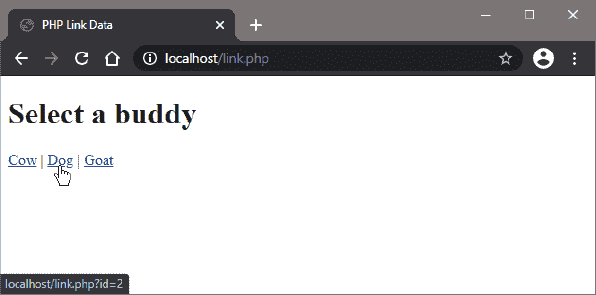 PHP Link Data
localhost/link.php
Select a buddy
Cow | Dog | Goat
localhost/link.php?id=2